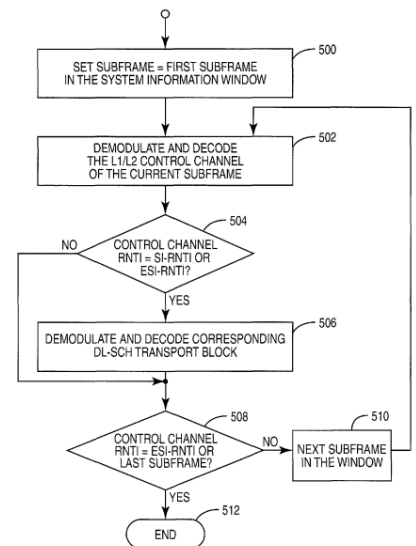 500
SET SUBFRAME = FIRST SUBFRAME
IN THE SYSTEM INFORMATION WINDOW
502
DEMODULATE AND DECODE
THE L1/L2 CONTROL CHANNEL
OF THE CURRENT SUBFRAME
504
NO
CONTROL CHANNEL
RNTI = SI-RNTI OR
ESI-RNTI?
YES
506
DEMODULATE AND DECODE CORRESPONDING
DL-SCH TRANSPORT BLOCK
508
CONTROL CHANNEL
RNTI = ESI-RNTI OR
LAST SUBFRAME?
NO
510
NEXT SUBFRAME
IN THE WINDOW
YES
512
END